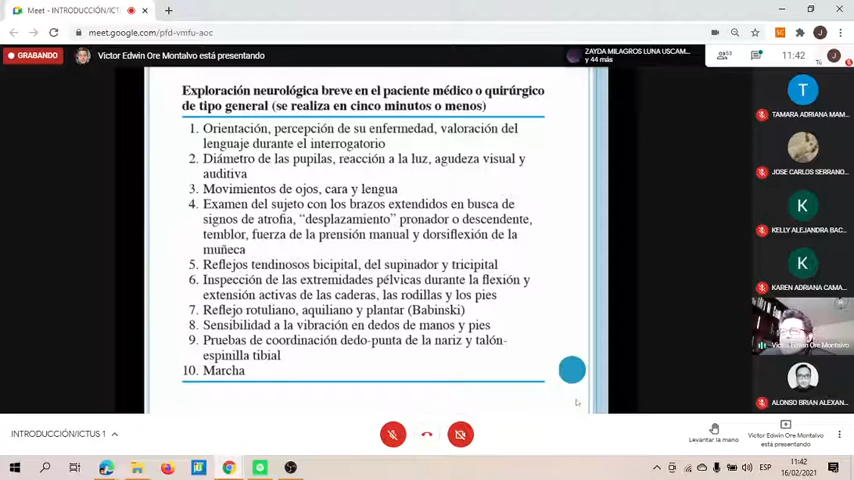 Meet - INTRODUCCIÓN/ICTUS
meet.google.com/pfd-vmfu-aoc
GRABANDO
Victor Edwin Ore Montalvo está presentando
ZAYDA MILAGROS LUNA USCAM...
y 44 más
53
11:42
Tú
Exploración neurológica breve en el paciente médico o quirúrgico
de tipo general (se realiza en cinco minutos o menos)
1. Orientación, percepción de su enfermedad, valoración del
lenguaje durante el interrogatorio
2. Diámetro de las pupilas, reacción a la luz, agudeza visual y
auditiva
3. Movimientos de ojos, cara y lengua
4. Examen del sujeto con los brazos extendidos en busca de
signos de atrofia, “desplazamiento” pronador o descendente,
temblor, fuerza de la prensión manual y dorsiflexión de la
muñeca
5. Reflejos tendinosos bicipital, del supinador y tricipital
6. Inspección de las extremidades pélvicas durante la flexión y
extensión activas de las caderas, las rodillas y los pies
7. Reflejo rotuliano, aquiliano y plantar (Babinski)
8. Sensibilidad a la vibración en dedos de manos y pies
9. Pruebas de coordinación dedo-punta de la nariz y talón-
espinilla tibial
10. Marcha
T
TAMARA ADRIANA MAM...
JOSE CARLOS SERRANO...
K
KELLY ALEJANDRA BAC...
K
KAREN ADRIANA CAMA...
Victor Edwin Ore Montalvo
ALONSO BRIAN ALEXAN...
INTRODUCCIÓN/ICTUS 1
Levantar la mano
Victor Edwin Ore Montalvo
está presentando
ESP
11:42
16/02/2021